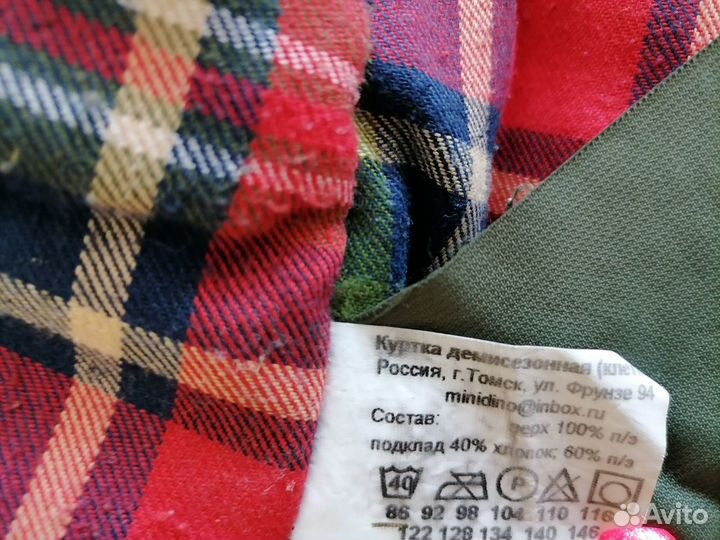 Куртка демисезонная (кле
Россия, г.Томск, ул. Фрунзе 94
minidino@inbox.ru
Состав: верх 100% п/э
подклад 40% хлопок; 60% п/э
40 P
86 92 98 104 110 116
122 128 134 140 146
Avito